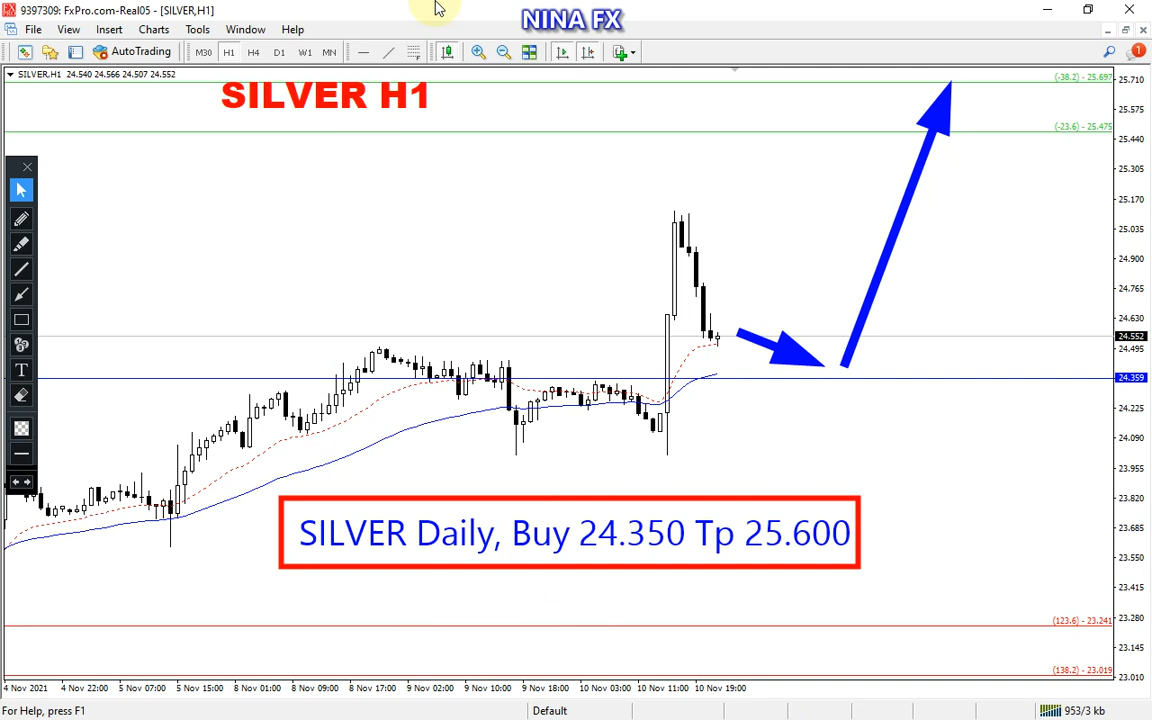 9397309: FxPro.com-Real05 - [SILVER,H1]
NINA FX
File View Insert Charts Tools Window Help
AutoTrading M30 H1 H4 D1 W1 MN 1
SILVER,H1 24.540 24.566 24.507 24.552
SILVER H1
(-38.2) - 25.697
25.710
25.575
(-23.6) - 25.475
25.440
25.305
25.170
25.035
24.900
24.765
24.630
24.552
24.495
24.359
24.225
24.090
23.955
23.820
23.685
23.550
23.415
23.280
23.145
23.010
SILVER Daily, Buy 24.350 Tp 25.600
(123.6) - 23.241
(138.2) - 23.019
4 Nov 2021 4 Nov 22:00 5 Nov 07:00 5 Nov 15:00 8 Nov 01:00 8 Nov 09:00 8 Nov 17:00 9 Nov 02:00 9 Nov 10:00 9 Nov 18:00 10 Nov 03:00 10 Nov 11:00 10 Nov 19:00
For Help, press F1 Default 953/3 kb